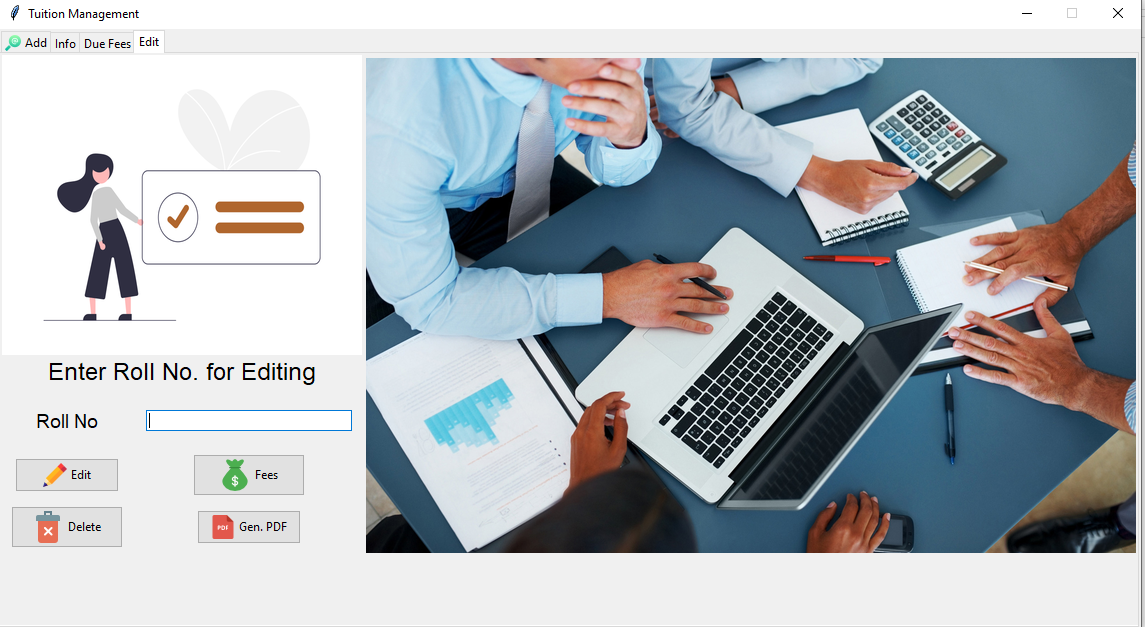 Tuition Management
Add Info Due Fees Edit
Enter Roll No. for Editing
Roll No
Edit
$ Fees
Delete
PDF Gen. PDF